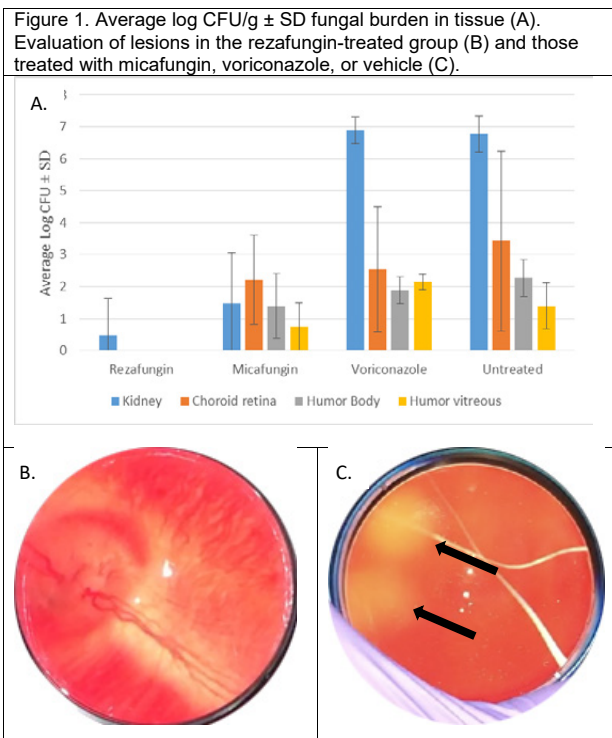 Figure 1. Average log CFU/g ± SD fungal burden in tissue (A).
Evaluation of lesions in the rezafungin-treated group (B) and those
treated with micafungin, voriconazole, or vehicle (C).
A.
8
7
6
5
4
3
2
1
0
Average Log CFU ± SD
Rezafungin Micafungin Voriconazole Untreated
Kidney Choroid retina Humor Body Humor vitreous
B.
C.